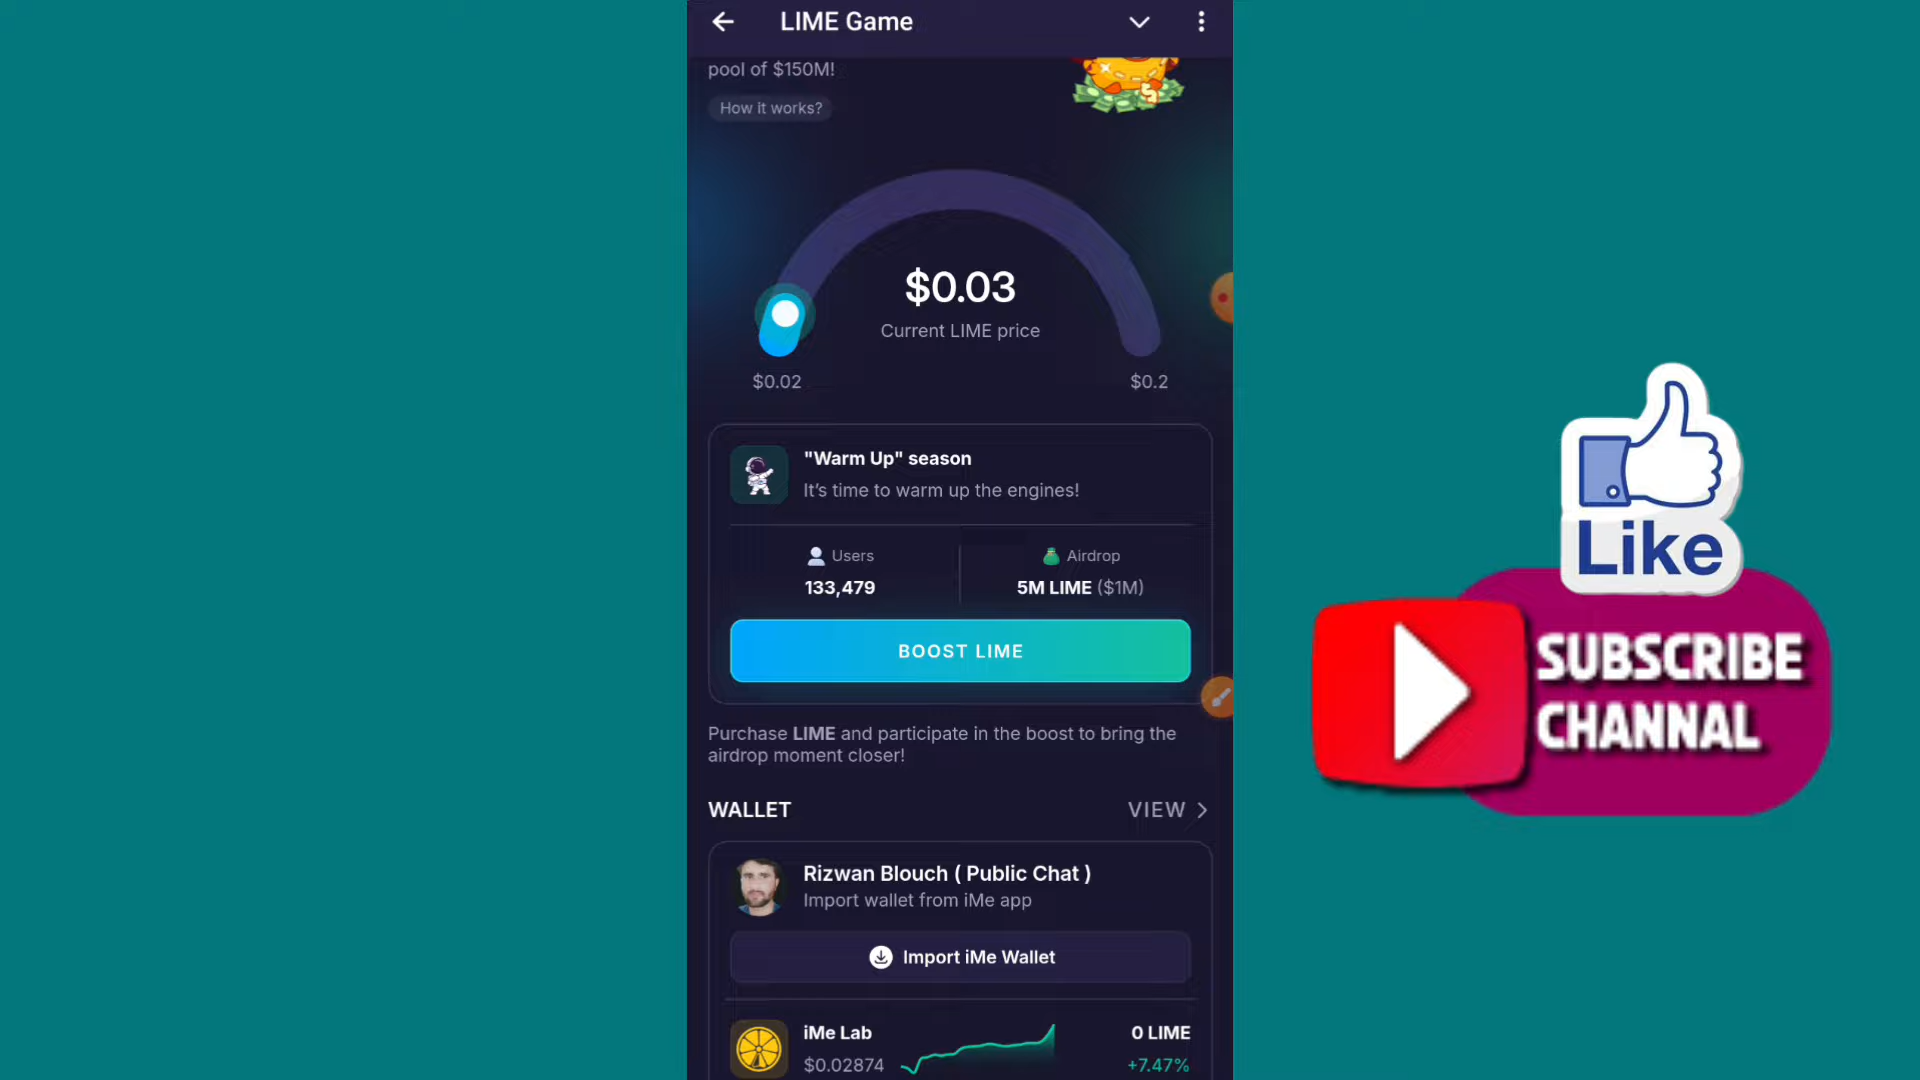 LIME Game
pool of $150M!
How it works?
$0.03
Current LIME price
$0.02
$0.2
"Warm Up" season
It's time to warm up the engines!
Users
Airdrop
133,479
5M LIME ($1M)
BOOST LIME
Purchase LIME and participate in the boost to bring the
airdrop moment closer!
WALLET
VIEW
Rizwan Blouch ( Public Chat )
Import wallet from iMe app
Import iMe Wallet
iMe Lab
0 LIME
$0.02874
+7.47%
Like
SUBSCRIBE
CHANNAL